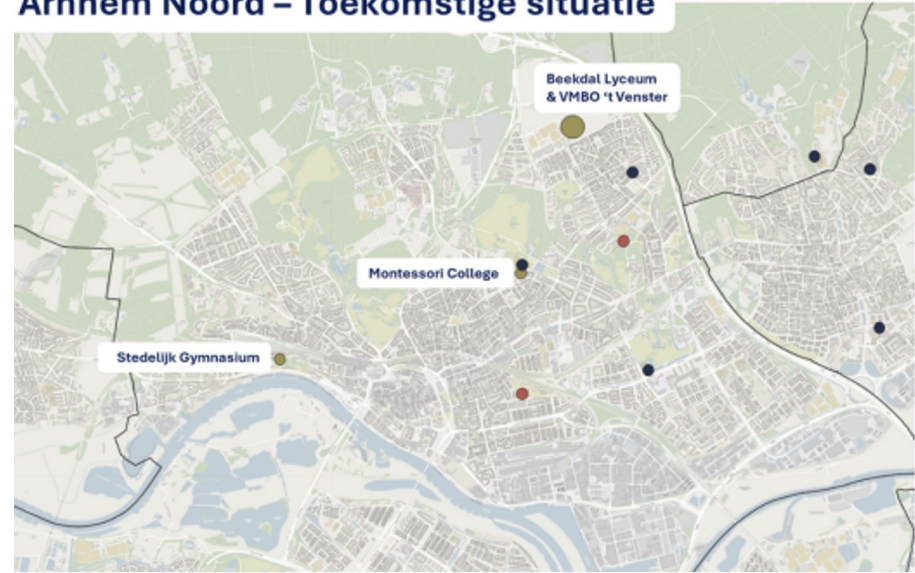 Arnhem Noord – Toekomstige situatie
Beekdal Lyceum
& VMBO ‘t Venster
Montessori College
Stedelijk Gymnasium